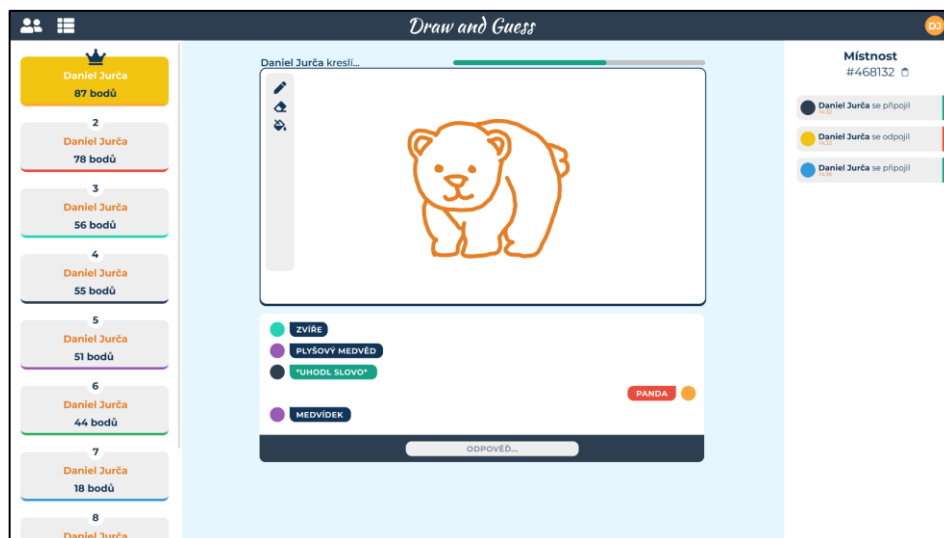 Draw and Guess
DJ
Daniel Jurča
87 bodů
2
Daniel Jurča
78 bodů
3
Daniel Jurča
56 bodů
4
Daniel Jurča
55 bodů
5
Daniel Jurča
51 bodů
6
Daniel Jurča
44 bodů
7
Daniel Jurča
18 bodů
8
Daniel Jurča
Daniel Jurča kreslí...
ZVÍŘE
PLYŠOVÝ MEDVĚD
*UHODL SLOVO*
PANDA
MEDVÍDEK
ODPOVĚĎ...
Místnost
#468132
Daniel Jurča se připojil
Daniel Jurča se odpojil
Daniel Jurča se připojil